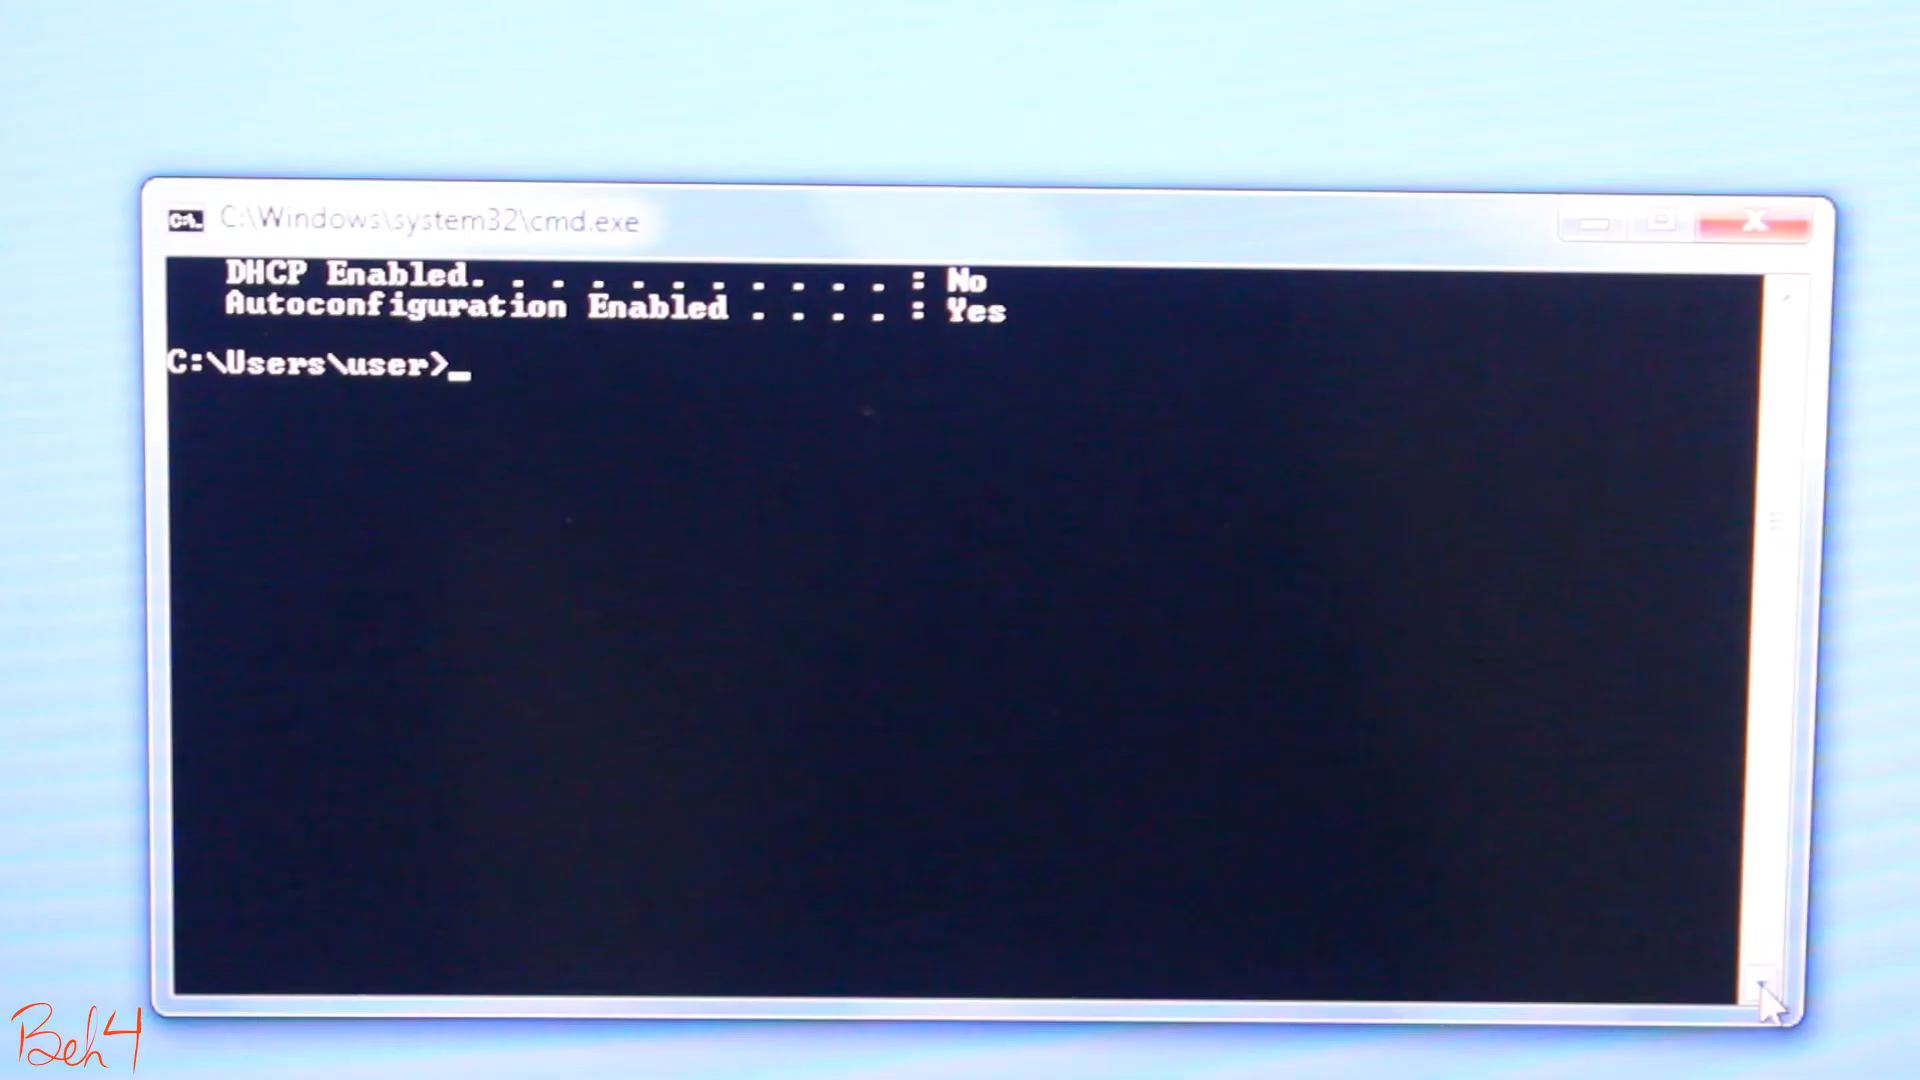 C:\Windows\system32\cmd.exe
DHCP Enabled. . . . . . . . . . . : No
Autoconfiguration Enabled . . . . : Yes
C:\Users\user>_
Beh4